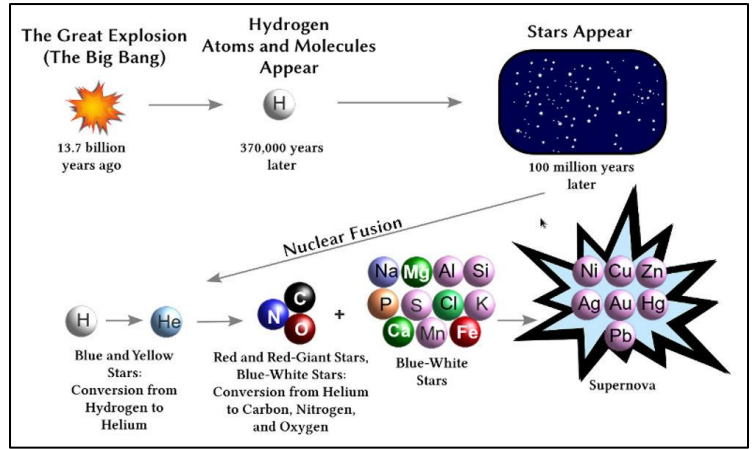 The Great Explosion
(The Big Bang)
13.7 billion
years ago
Hydrogen
Atoms and Molecules
Appear
H
370,000 years
later
Stars Appear
100 million years
later
Nuclear Fusion
H
He
Blue and Yellow
Stars:
Conversion from
Hydrogen to
Helium
C
N
O
Red and Red-Giant Stars,
Blue-White Stars:
Conversion from Helium
to Carbon, Nitrogen,
and Oxygen
+
Na Mg Al Si
P S Cl K
Ca Mn Fe
Blue-White
Stars
Ni Cu Zn
Ag Au Hg
Pb
Supernova